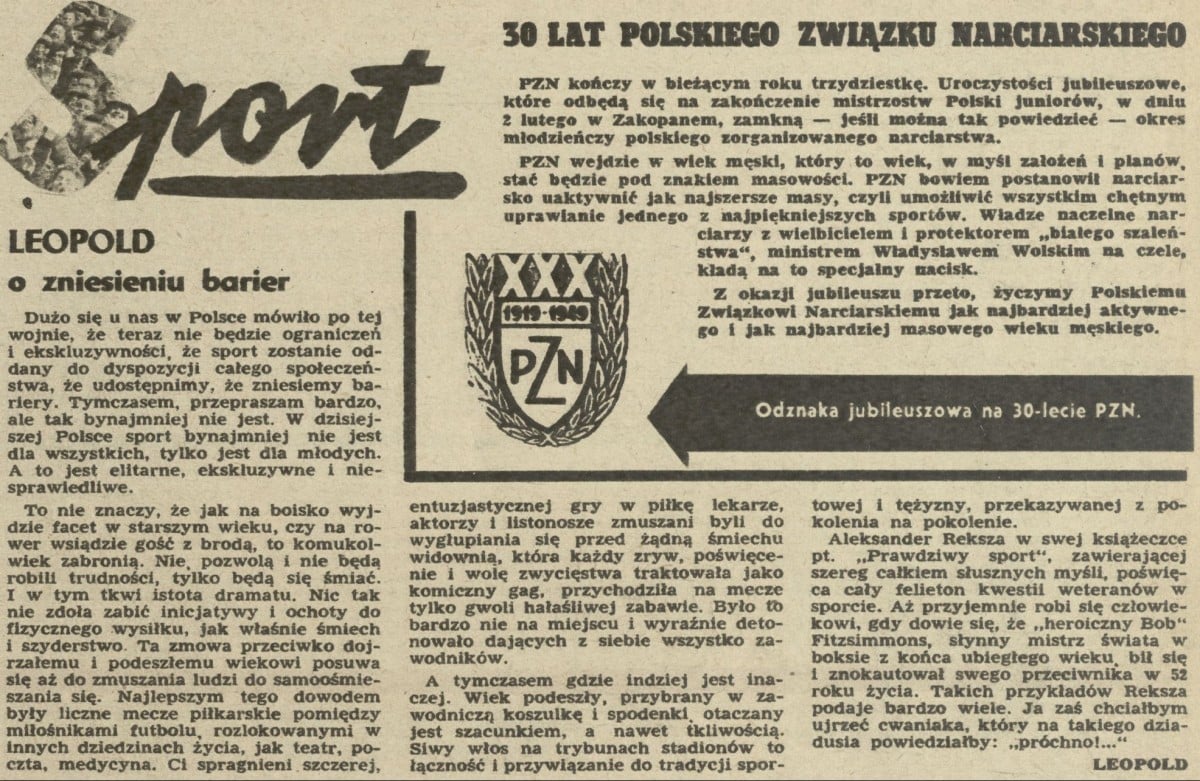 Sport
30 LAT POLSKIEGO ZWIĄZKU NARCIARSKIEGO
PZN kończy w bieżącym roku trzydziestkę. Uroczystości jubileuszowe,
które odbędą się na zakończenie mistrzostw Polski juniorów, w dniu
2 lutego w Zakopanem, zamkną — jeśli można tak powiedzieć — okres
młodzieńczy polskiego zorganizowanego narciarstwa.
PZN wejdzie w wiek męski, który to wiek, w myśl założeń i planów,
stać będzie pod znakiem masowości. PZN bowiem postanowił narciar-
sko uaktywnić jak najszersze masy, czyli umożliwić wszystkim chętnym
uprawianie jednego z najpiękniejszych sportów. Władze naczelne nar-
ciarzy z wielbicielem i protektorem „białego szaleń-
stwa“, ministrem Władysławem Wolskim na czele,
kładą na to specjalny nacisk.
Z okazji jubileuszu przeto, życzymy Polskiemu
Związkowi Narciarskiemu jak najbardziej aktywne-
go i jak najbardziej masowego wieku męskiego.
XXX
1919-1949
PZN
Odznaka jubileuszowa na 30-lecie PZN.
LEOPOLD
o zniesieniu barier
Dużo się u nas w Polsce mówiło po tej
wojnie, że teraz nie będzie ograniczeń
i ekskluzywności, że sport zostanie od-
dany do dyspozycji całego społeczeń-
stwa, że udostępnimy, że zniesiemy ba-
riery. Tymczasem, przepraszam bardzo,
ale tak bynajmniej nie jest. W dzisiej-
szej Polsce sport bynajmniej nie jest
dla wszystkich, tylko jest dla młodych.
A to jest elitarne, ekskluzywne i nie-
sprawiedliwe.
To nie znaczy, że jak na boisko wyj-
dzie facet w starszym wieku, czy na ro-
wer wsiądzie gość z brodą, to komukol-
wiek zabronią. Nie, pozwolą i nie będą
robili trudności, tylko będą się śmiać.
I w tym tkwi istota dramatu. Nic tak
nie zdoła zabić inicjatywy i ochoty do
fizycznego wysiłku, jak właśnie śmiech
i szyderstwo. Ta zmowa przeciwko doj-
rzałemu i podeszłemu wiekowi posuwa
się aż do zmuszania ludzi do samoośmie-
szania się. Najlepszym tego dowodem
były liczne mecze piłkarskie pomiędzy
miłośnikami futbolu, rozlokowanymi w
innych dziedzinach życia, jak teatr, po-
czta, medycyna. Ci spragnieni szczerej,
entuzjastycznej gry w piłkę lekarze,
aktorzy i listonosze zmuszani byli do
wygłupiania się przed żądną śmiechu
widownią, która każdy zryw, poświęce-
nie i wolę zwycięstwa traktowała jako
komiczny gag, przychodziła na mecze
tylko gwoli hałaśliwej zabawie. Było to
bardzo nie na miejscu i wyraźnie deto-
nowało dających z siebie wszystko za-
wodników.
A tymczasem gdzie indziej jest ina-
czej. Wiek podeszły, przybrany w za-
wodniczą koszulkę i spodenki, otaczany
jest szacunkiem, a nawet tkliwością.
Siwy włos na trybunach stadionów to
łączność i przywiązanie do tradycji spor-
towej i tężyzny, przekazywanej z po-
kolenia na pokolenie.
Aleksander Reksza w swej książeczce
pt. „Prawdziwy sport“, zawierającej
szereg całkiem słusznych myśli, poświę-
ca cały felieton kwestii weteranów w
sporcie. Aż przyjemnie robi się człowie-
kowi, gdy dowie się, że „heroiczny Bob“
Fitzsimmons, słynny mistrz świata w
boksie z końca ubiegłego wieku, bił się
i znokautował swego przeciwnika w 52
roku życia. Takich przykładów Reksza
podaje bardzo wiele. Ja zaś chciałbym
ujrzeć cwaniaka, który na takiego dzia-
dusia powiedziałby: „próchno!...“
LEOPOLD